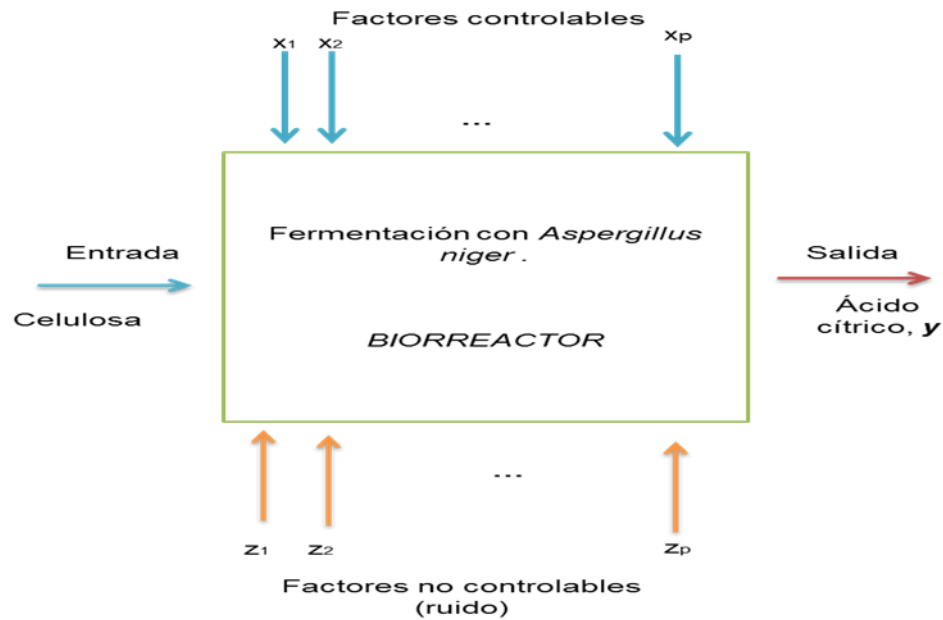 Factores controlables
x1 x2 xp
...
Fermentación con Aspergillus
niger .
Entrada
Salida
Celulosa
Ácido
cítrico, y
BIORREACTOR
...
z1 z2 zp
Factores no controlables
(ruido)